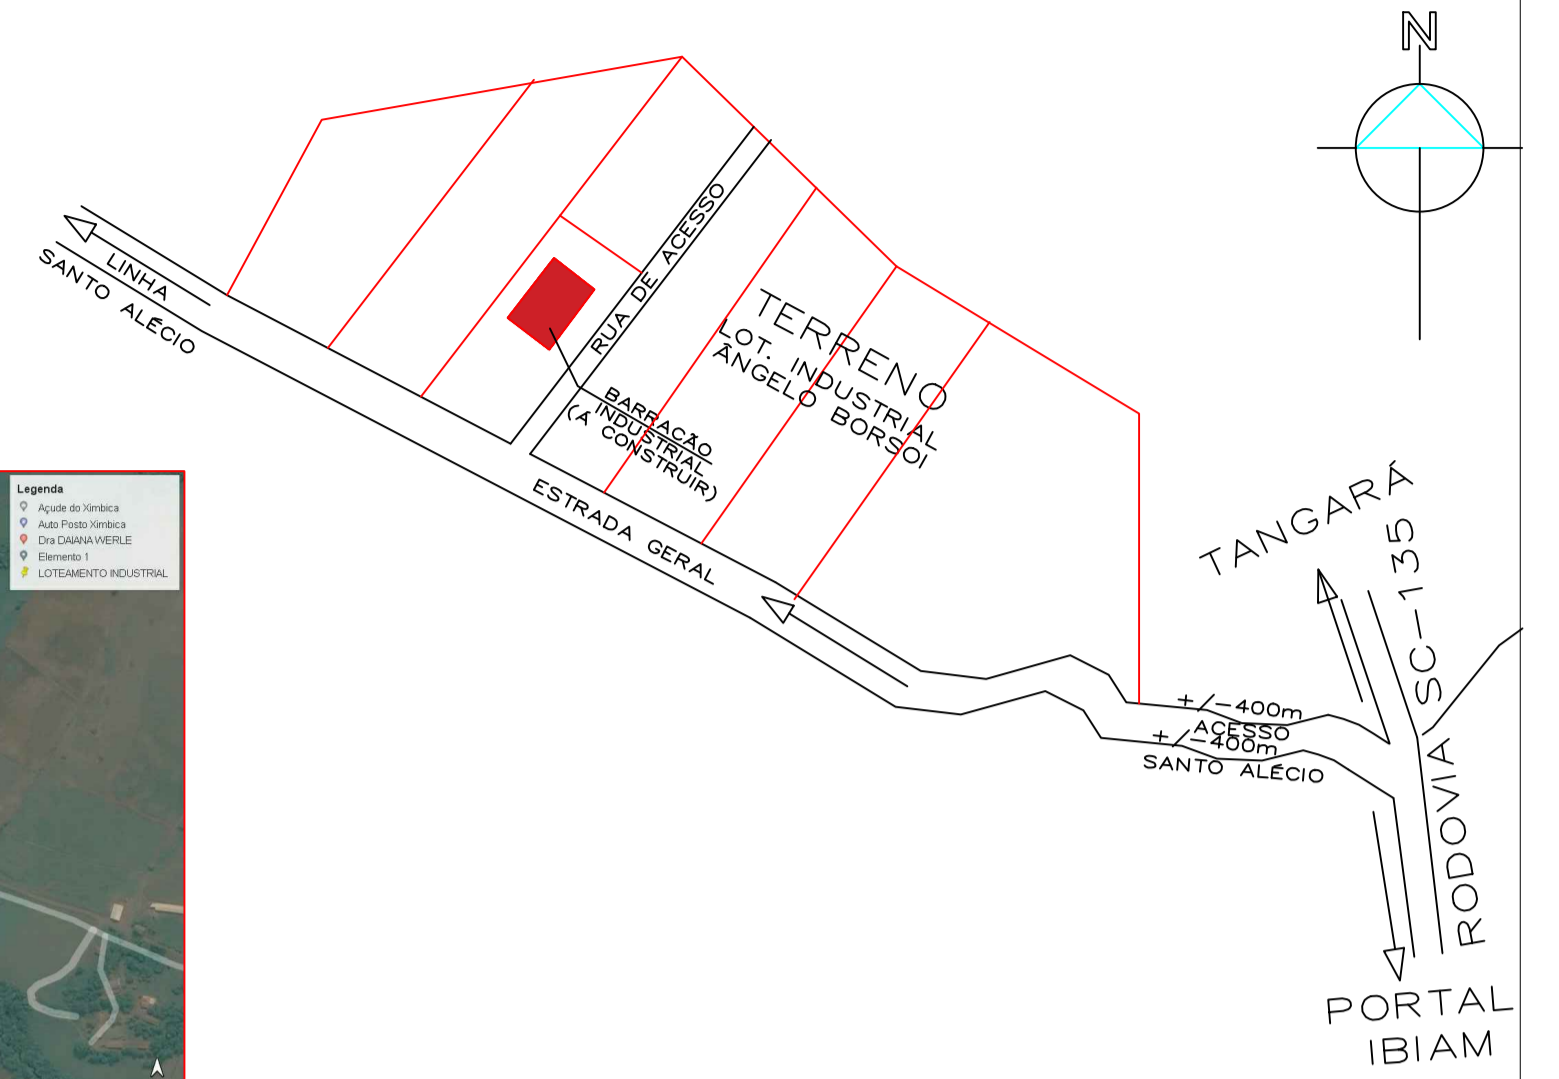 N
RUA DE ACESSO
LINHA
SANTO ALÉCIO
TERRENO
LOT. INDUSTRIAL
ÂNGELO BORSOI
BARRACÃO
INDUSTRIAL
(Á CONSTRUIR)
ESTRADA GERAL
Legenda
Açude do Ximbica
Auto Posto Ximbica
Dra DAIANA WERLE
Elemento 1
LOTEAMENTO INDUSTRIAL
TANGARÁ
RODOVIA SC-135
+/-400m
ACESSO
+/-400m
SANTO ALÉCIO
PORTAL
IBIAM